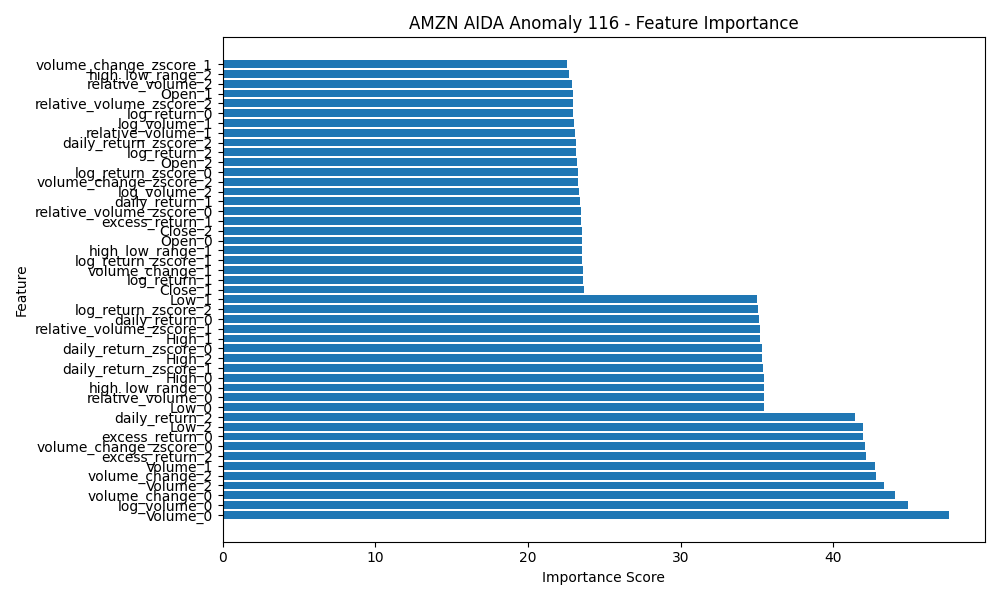 AMZN AIDA Anomaly 116 - Feature Importance
volume_change_zscore_1
high_low_range_2
relative_volume_2
Open_1
relative_volume_zscore_2
log_return_0
log_volume_1
relative_volume_1
daily_return_zscore_2
log_return_2
Open_2
log_return_zscore_0
volume_change_zscore_2
log_volume_2
daily_return_1
relative_volume_zscore_0
excess_return_1
Close_2
Open_0
high_low_range_1
log_return_zscore_1
volume_change_1
log_return_1
Close_1
Low_1
log_return_zscore_2
daily_return_0
relative_volume_zscore_1
High_1
daily_return_zscore_0
High_2
daily_return_zscore_1
High_0
high_low_range_0
relative_volume_0
Low_0
daily_return_2
Low_2
excess_return_0
volume_change_zscore_0
excess_return_2
Volume_1
volume_change_2
Volume_2
volume_change_0
log_volume_0
Volume_0
Feature
0 10 20 30 40
Importance Score